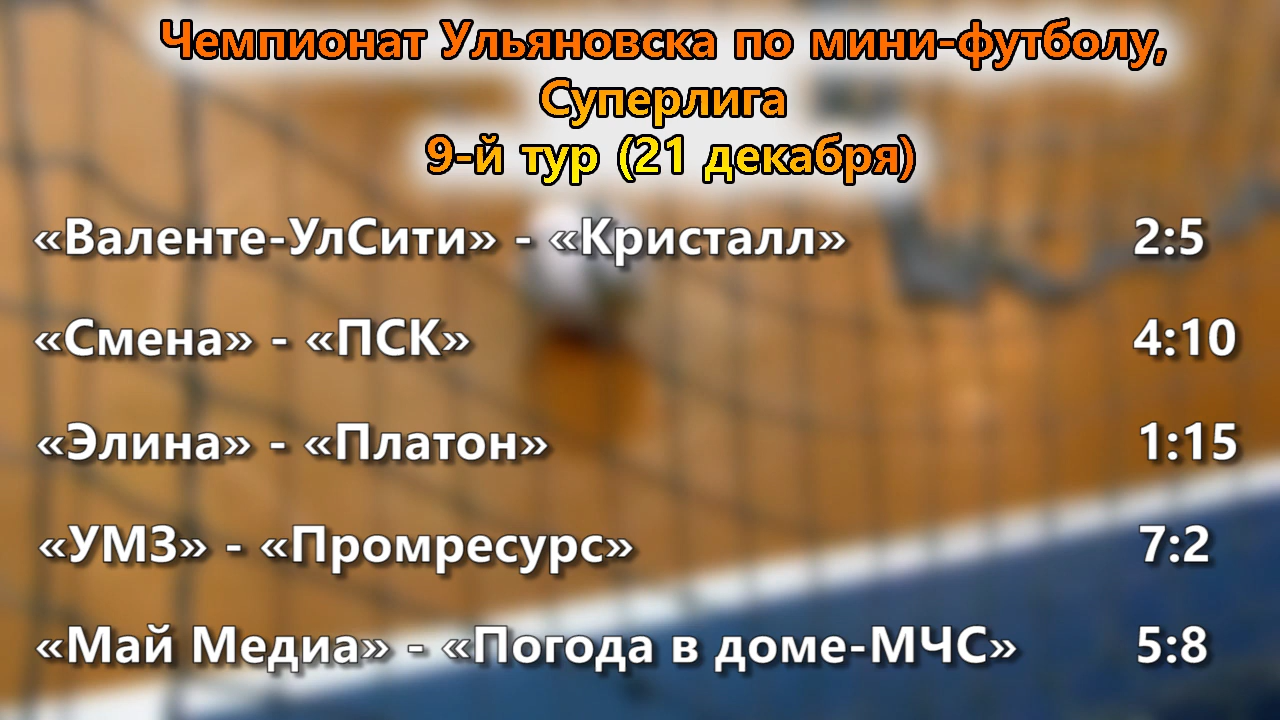 Чемпионат Ульяновска по мини-футболу,
Суперлига
9-й тур (21 декабря)
«Валенте-УлСити» - «Кристалл» 2:5
«Смена» - «ПСК» 4:10
«Элина» - «Платон» 1:15
«УМЗ» - «Промресурс» 7:2
«Май Медиа» - «Погода в доме-МЧС» 5:8